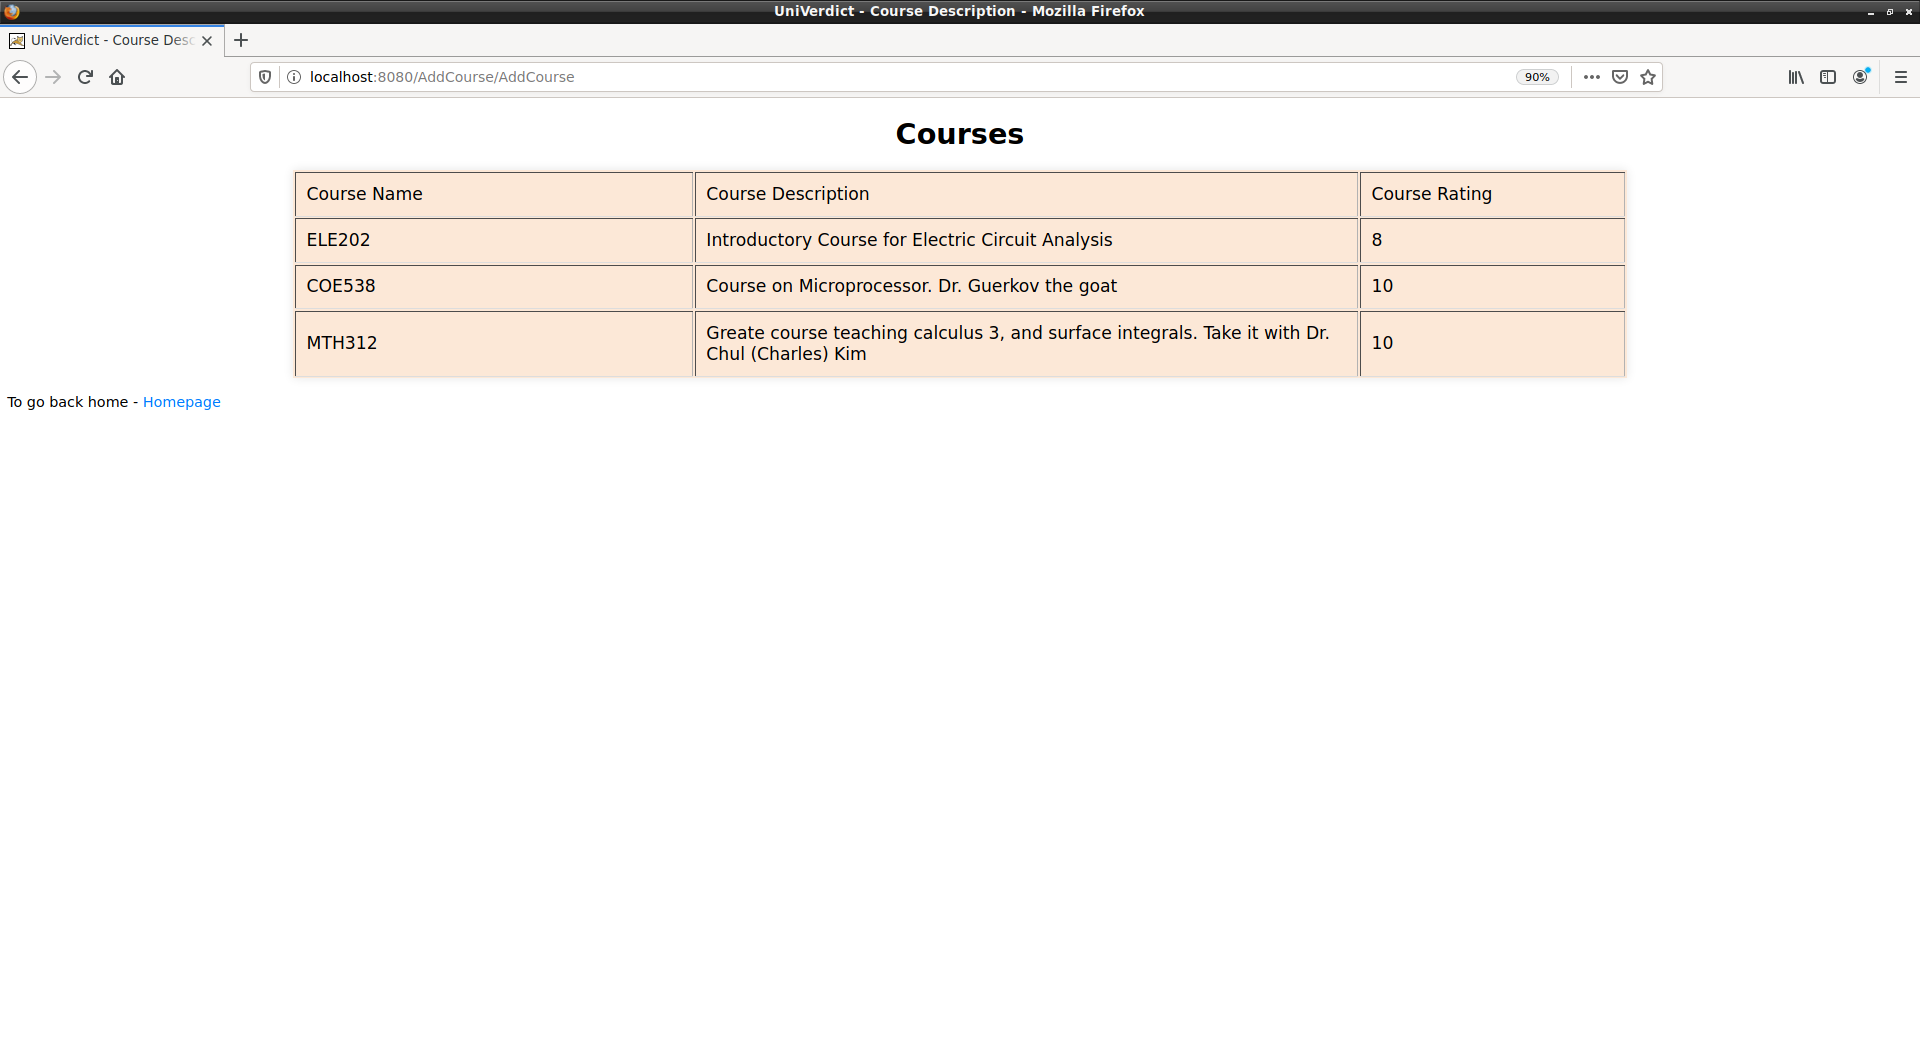 UniVerdict - Course Description - Mozilla Firefox
UniVerdict - Course Desc
localhost:8080/AddCourse/AddCourse
90%
Courses
Course Name
Course Description
Course Rating
ELE202
Introductory Course for Electric Circuit Analysis
8
COE538
Course on Microprocessor. Dr. Guerkov the goat
10
MTH312
Greate course teaching calculus 3, and surface integrals. Take it with Dr.
Chul (Charles) Kim
10
To go back home - Homepage